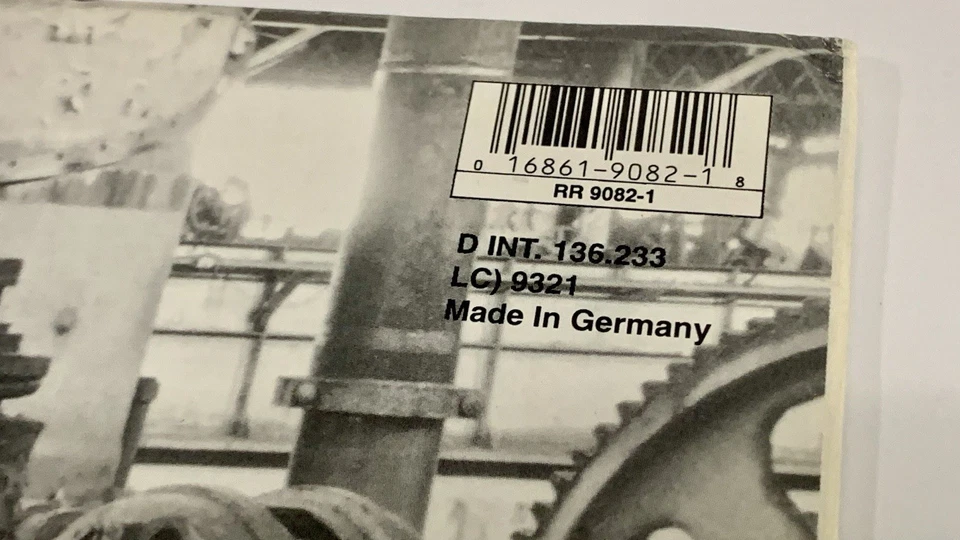 0 16861-9082-1 8
RR 9082-1
D INT. 136.233
LC) 9321
Made In Germany